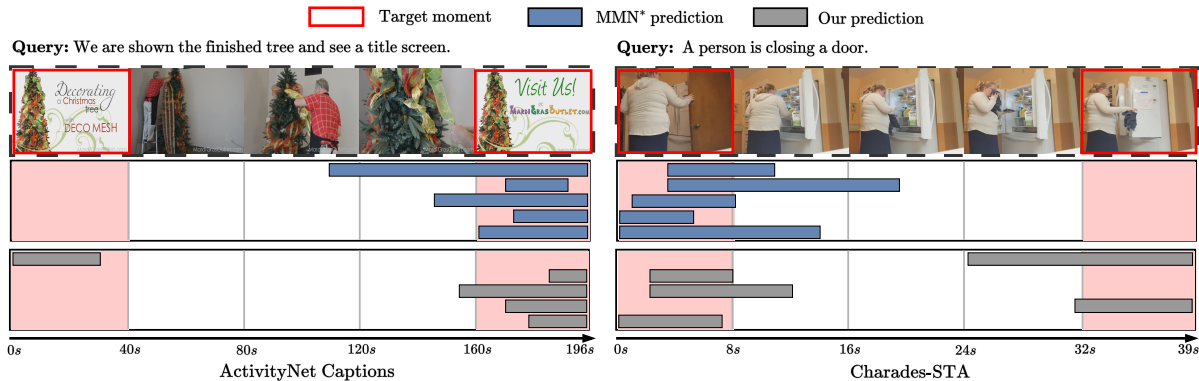 Target moment
MMN* prediction
Our prediction
Query: We are shown the finished tree and see a title screen.
Decorating
a Christmas
tree
DECO MESH
Visit Us!
MARDIGRASOUTLET.COM
0s 40s 80s 120s 160s 196s
ActivityNet Captions
Query: A person is closing a door.
0s 8s 16s 24s 32s 39s
Charades-STA